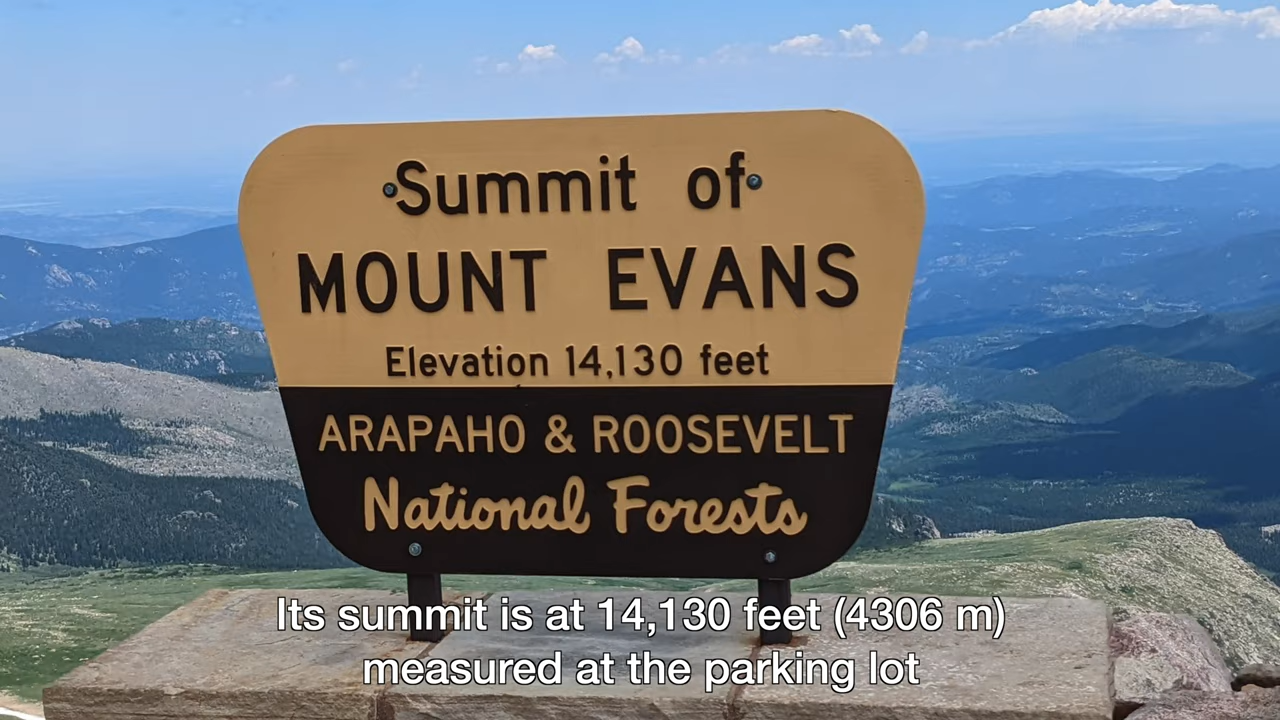 Summit of
MOUNT EVANS
Elevation 14,130 feet
ARAPAHO & ROOSEVELT
National Forests
Its summit is at 14,130 feet (4306 m)
measured at the parking lot